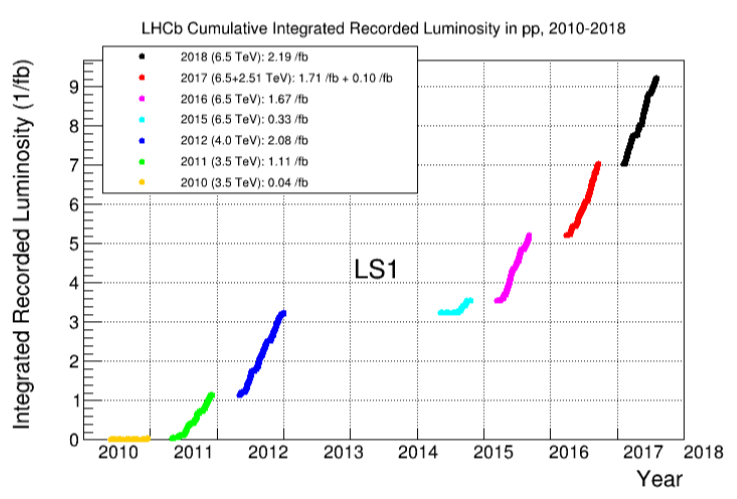 LHCb Cumulative Integrated Recorded Luminosity in pp, 2010-2018
2018 (6.5 TeV): 2.19 /fb
2017 (6.5+2.51 TeV): 1.71 /fb + 0.10 /fb
2016 (6.5 TeV): 1.67 /fb
2015 (6.5 TeV): 0.33 /fb
2012 (4.0 TeV): 2.08 /fb
2011 (3.5 TeV): 1.11 /fb
2010 (3.5 TeV): 0.04 /fb
Integrated Recorded Luminosity (1/fb)
9
8
7
6
5
4
3
2
1
0
LS1
2010 2011 2012 2013 2014 2015 2016 2017 2018
Year